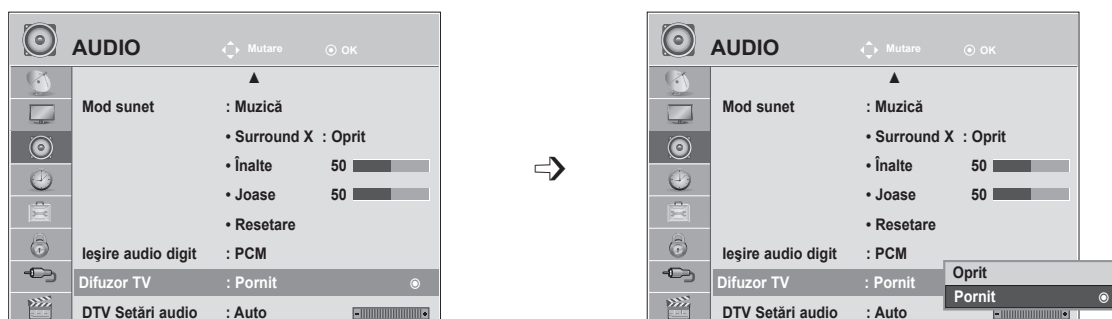 AUDIO Mutare OK
Mod sunet : Muzică
• Surround X : Oprit
• Înalte 50
• Joase 50
• Resetare
Ieşire audio digit : PCM
Difuzor TV : Pornit
DTV Setări audio : Auto
AUDIO Mutare OK
Mod sunet : Muzică
• Surround X : Oprit
• Înalte 50
• Joase 50
• Resetare
Ieşire audio digit : PCM
Difuzor TV : Pornit
Oprit
Pornit
DTV Setări audio : Auto